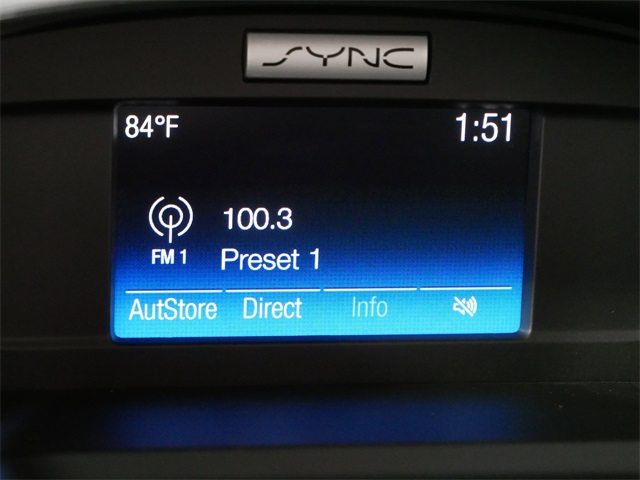 SYNC
84°F 1:51
100.3
FM 1 Preset 1
AutStore Direct Info